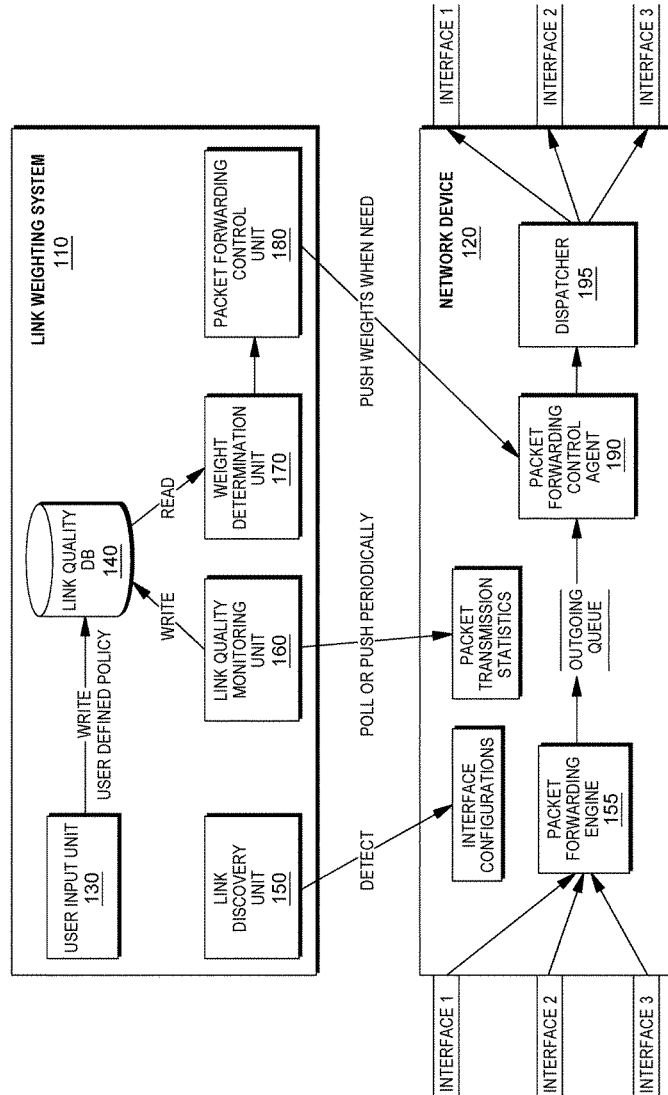 LINK WEIGHTING SYSTEM
110
USER INPUT UNIT
130
WRITE
USER DEFINED POLICY
LINK QUALITY
DB
140
LINK
DISCOVERY
UNIT
150
LINK QUALITY
MONITORING
UNIT
160
WRITE
READ
WEIGHT
DETERMINATION
UNIT
170
PACKET FORWARDING
CONTROL
UNIT
180
DETECT
POLL OR PUSH PERIODICALLY
PUSH WEIGHTS WHEN NEED
NETWORK DEVICE
120
INTERFACE 1
INTERFACE 2
INTERFACE 3
INTERFACE
CONFIGURATIONS
PACKET
TRANSMISSION
STATISTICS
PACKET
FORWARDING
ENGINE
155
OUTGOING
QUEUE
PACKET
FORWARDING
CONTROL
AGENT
190
DISPATCHER
195
INTERFACE 1
INTERFACE 2
INTERFACE 3